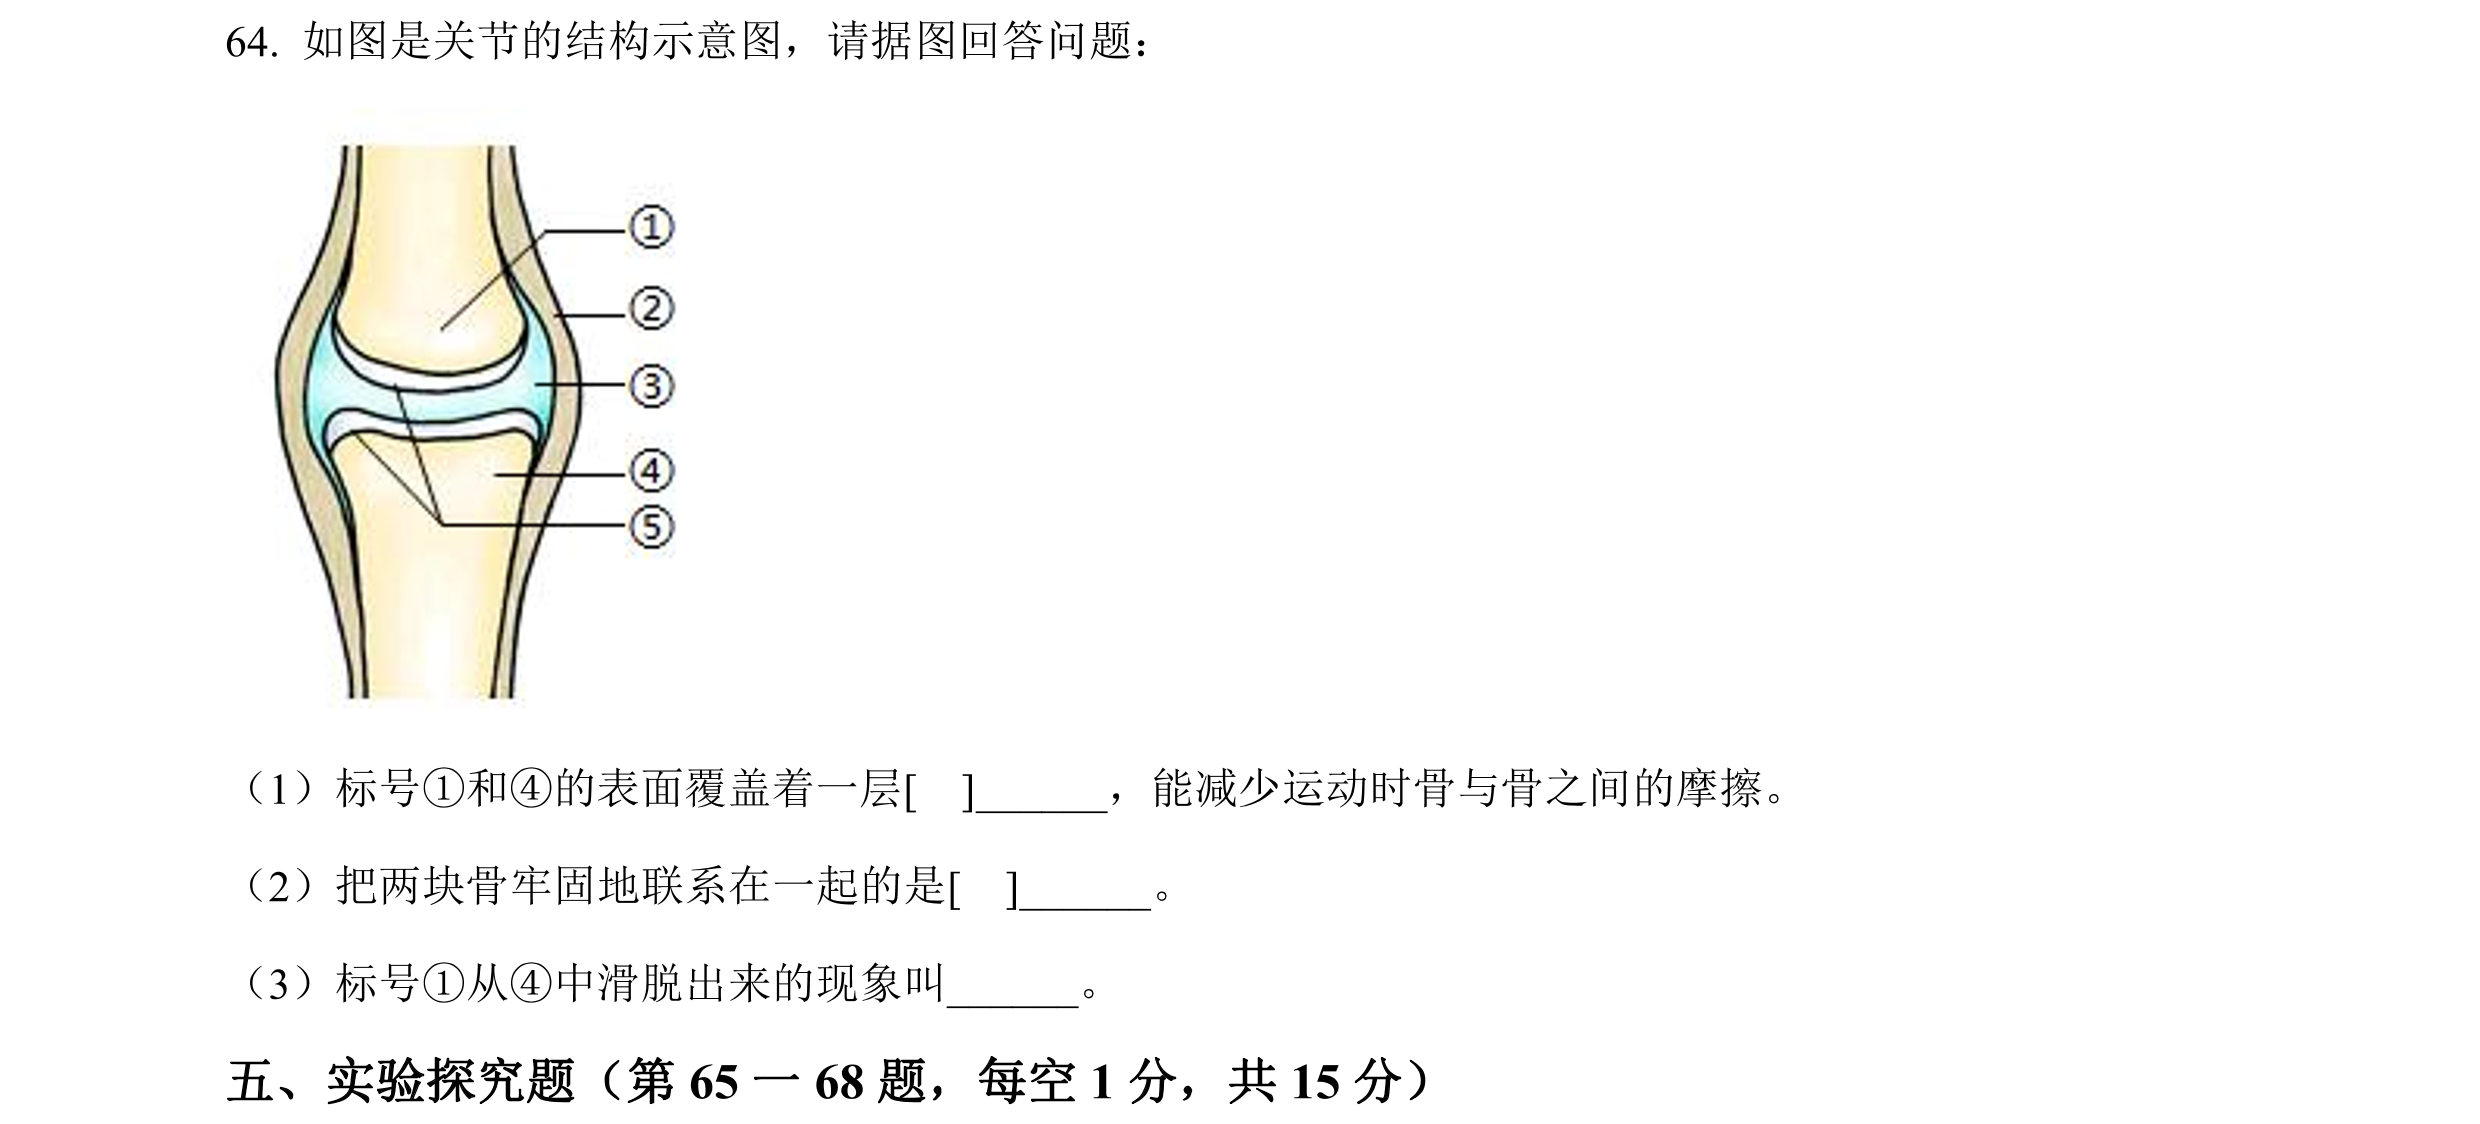 64. 如图是关节的结构示意图，请据图回答问题：
①
②
③
④
⑤
（1）标号①和④的表面覆盖着一层[ ]______，能减少运动时骨与骨之间的摩擦。
（2）把两块骨牢固地联系在一起的是[ ]______。
（3）标号①从④中滑脱出来的现象叫______。
五、实验探究题（第 65 一 68 题，每空 1 分，共 15 分）